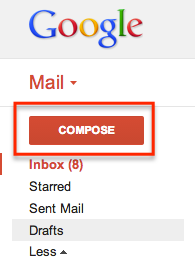 Google
Mail
COMPOSE
Inbox (8)
Starred
Sent Mail
Drafts
Less